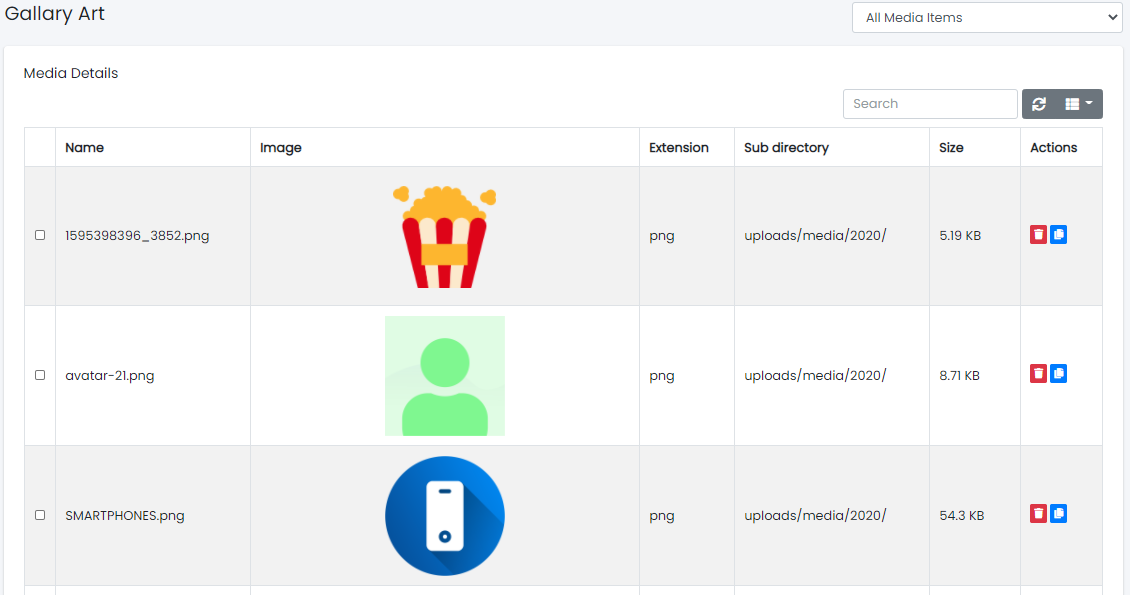 Gallary Art
All Media Items
Media Details
Search
Name Image Extension Sub directory Size Actions
1595398396_3852.png png uploads/media/2020/ 5.19 KB
avatar-21.png png uploads/media/2020/ 8.71 KB
SMARTPHONES.png png uploads/media/2020/ 54.3 KB